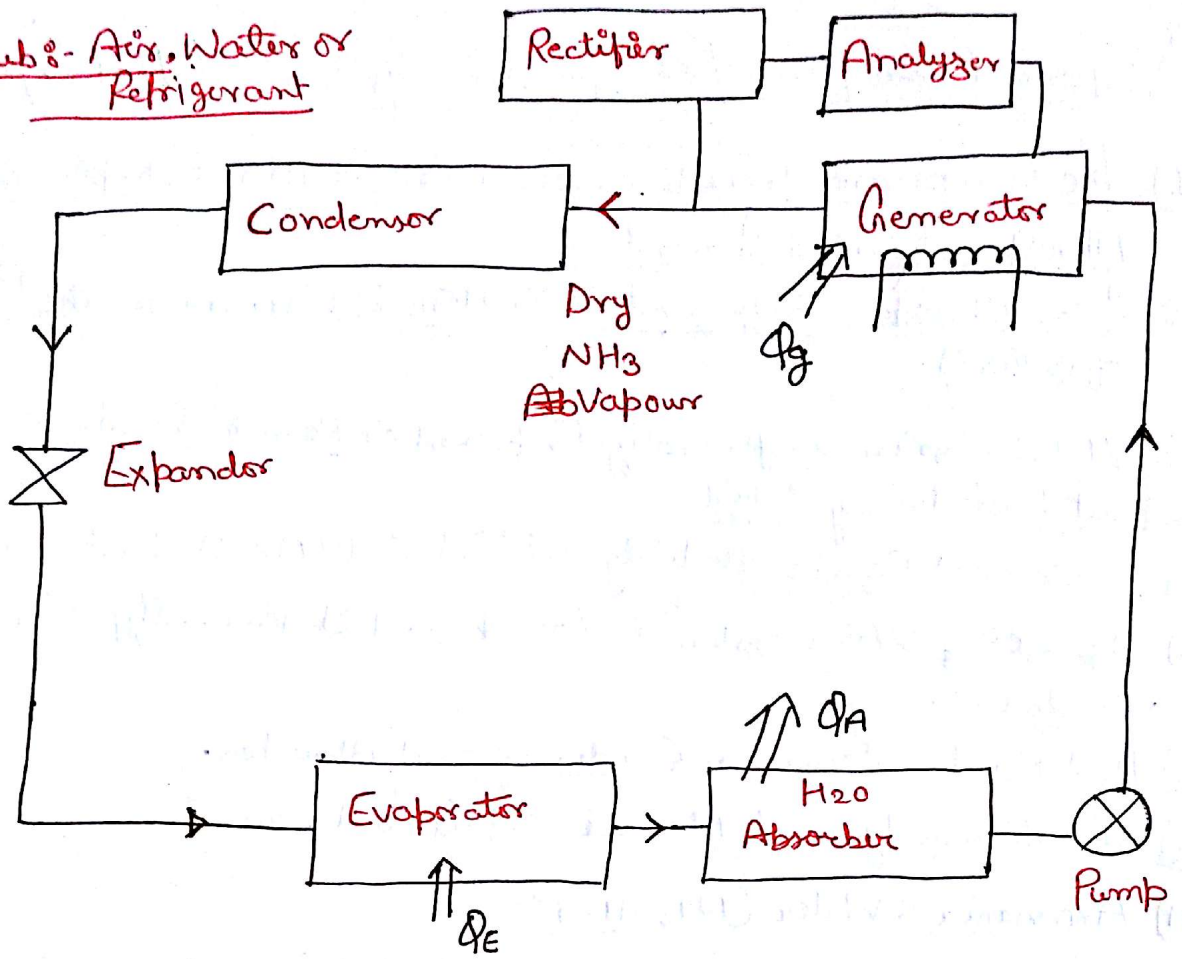 ub:- Air, Water or
Refrigerant
Rectifier
Analyzer
Condensor
Generator
Dry
NH3
Vapour
Qg
Expandor
QA
Evaporator
H2O
Absorber
Pump
QE